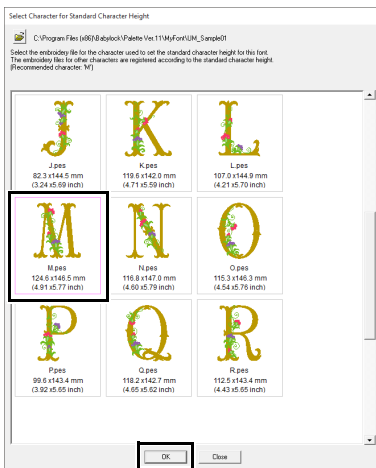 Select Character for Standard Character Height
C:\Program Files (x86)\Babylock\Palette Ver.11\MyFont\UM_Sample01
Select the embroidery file for the character used to set the standard character height for this font.
The embroidery files for other characters are registered according to the standard character height.
(Recommended character: 'M')
J K L
J.pes K.pes L.pes
82.3 x144.5 mm 119.6 x142.0 mm 107.0 x144.9 mm
(3.24 x5.69 inch) (4.71 x5.59 inch) (4.21 x5.70 inch)
M N O
M.pes N.pes O.pes
124.6 x146.5 mm 116.8 x147.0 mm 115.3 x146.3 mm
(4.91 x5.77 inch) (4.60 x5.79 inch) (4.54 x5.76 inch)
P Q R
P.pes Q.pes R.pes
99.6 x143.4 mm 118.2 x142.7 mm 112.5 x143.4 mm
(3.92 x5.65 inch) (4.65 x5.62 inch) (4.43 x5.65 inch)
OK Close